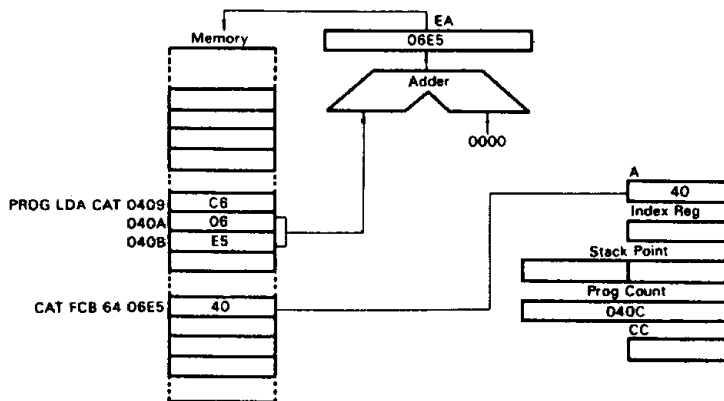 EA
Memory
06E5
Adder
0000
A
PROG LDA CAT 0409 C6
40
040A 06
Index Reg
040B E5
Stack Point
Prog Count
CAT FCB 64 06E5 40
040C
CC